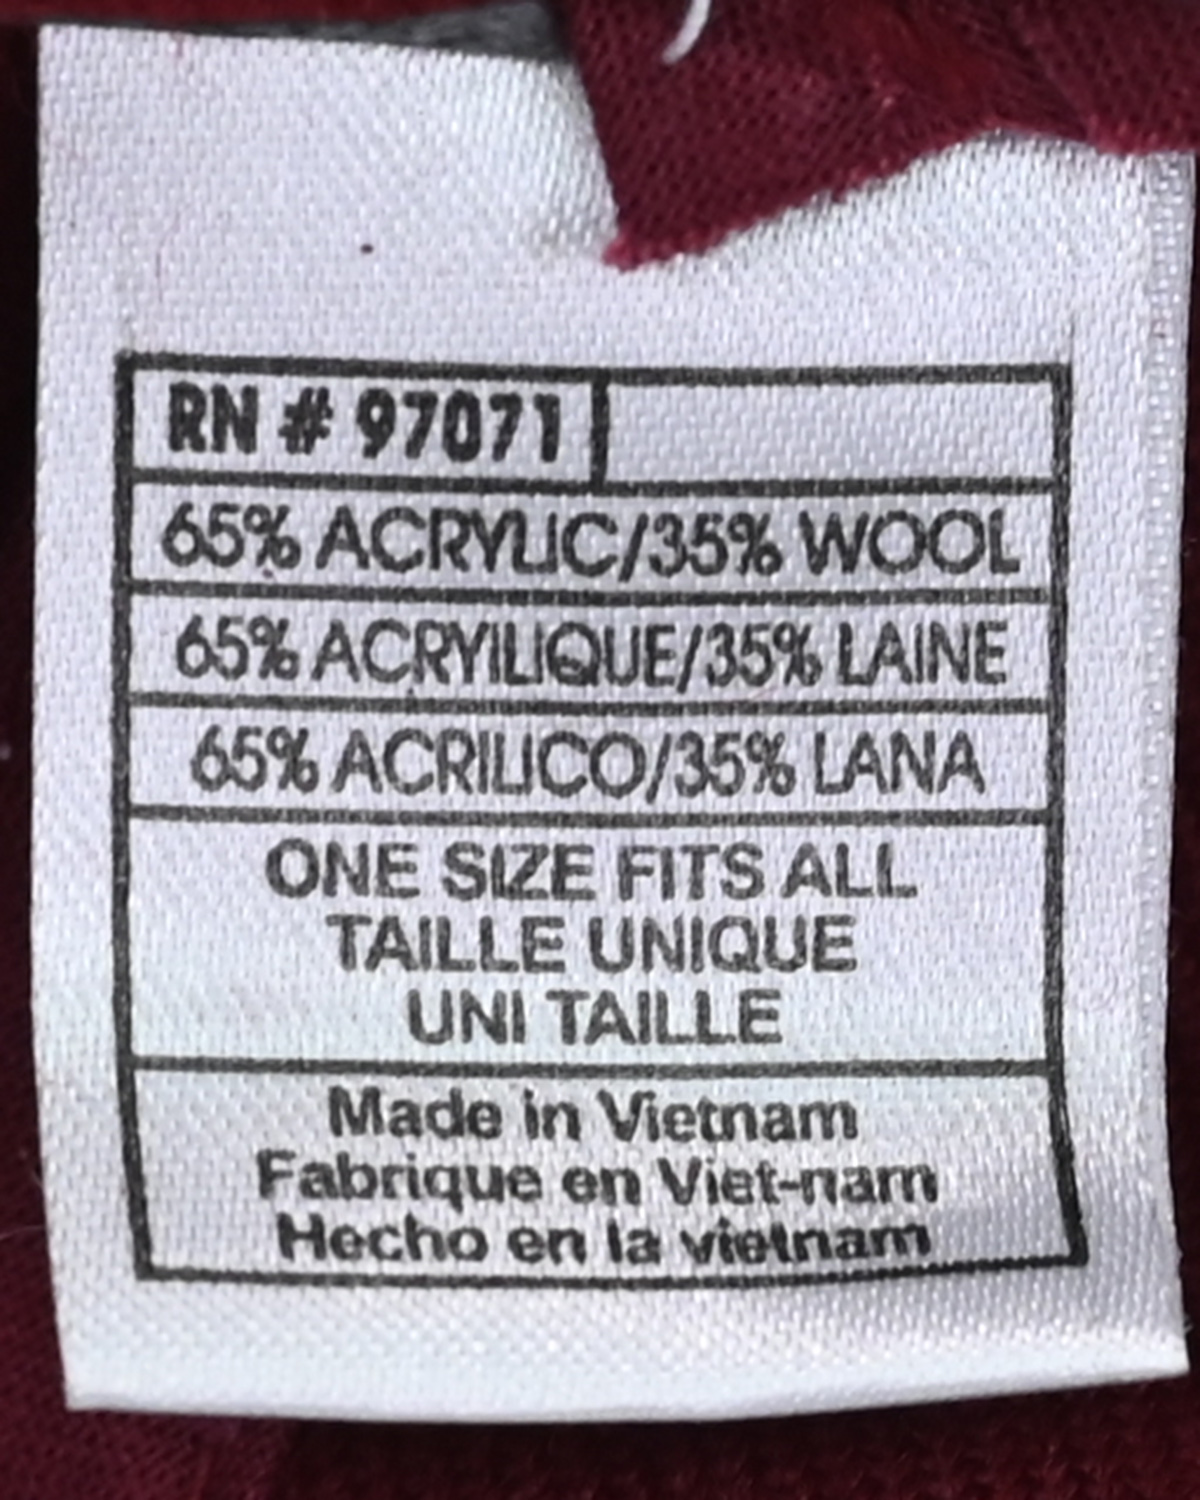 RN # 97071
65% ACRYLIC/35% WOOL
65% ACRYILIQUE/35% LAINE
65% ACRILICO/35% LANA
ONE SIZE FITS ALL
TAILLE UNIQUE
UNI TAILLE
Made in Vietnam
Fabrique en Viet-nam
Hecho en la vietnam